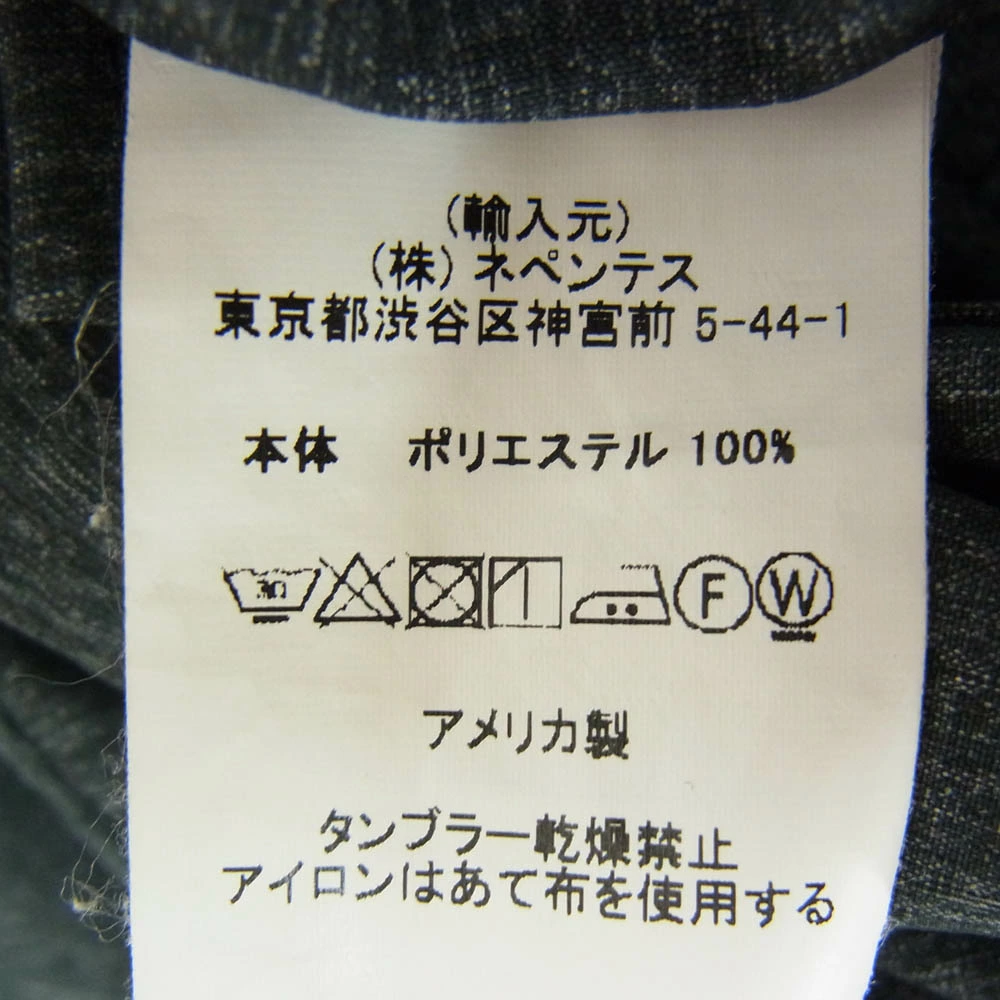 (輸入元)
(株) ネペンテス
東京都渋谷区神宮前 5-44-1
本体 ポリエステル 100%
30 F W
アメリカ製
タンブラー乾燥禁止
アイロンはあて布を使用する